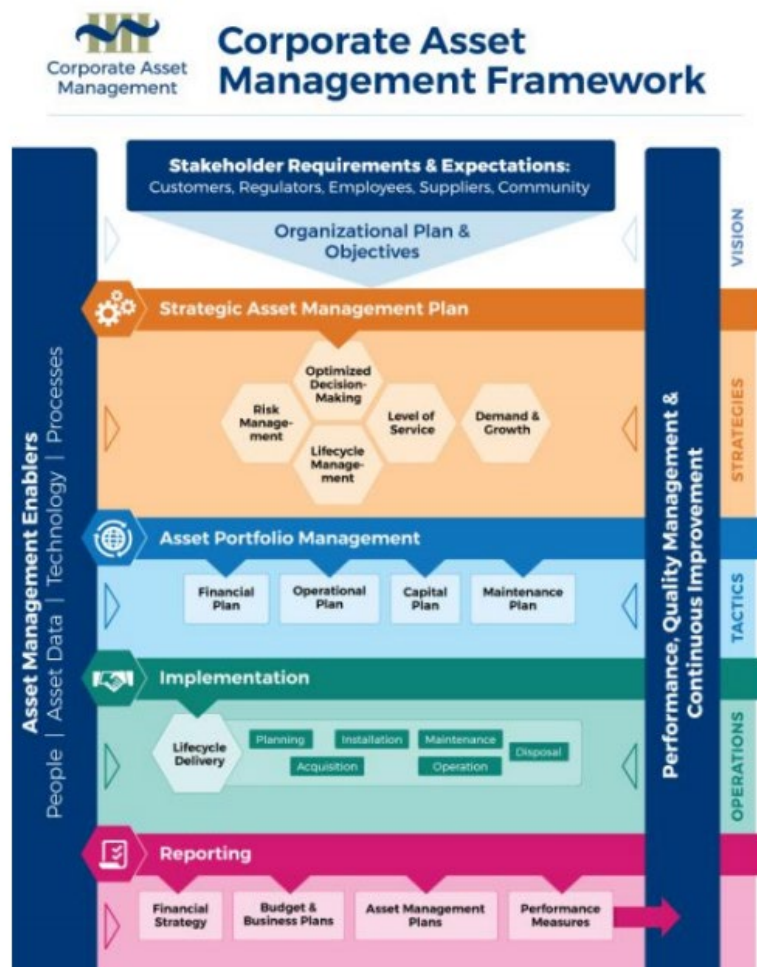 Corporate Asset
Management
Corporate Asset
Management Framework
Stakeholder Requirements & Expectations:
Customers, Regulators, Employees, Suppliers, Community
Organizational Plan &
Objectives
VISION
Strategic Asset Management Plan
Optimized
Decision-
Making
Risk
Manage-
ment
Level of
Service
Demand &
Growth
Lifecycle
Manage-
ment
STRATEGIES
Asset Portfolio Management
Financial
Plan
Operational
Plan
Capital
Plan
Maintenance
Plan
TACTICS
Implementation
Lifecycle
Delivery
Planning
Installation
Maintenance
Disposal
Acquisition
Operation
OPERATIONS
Reporting
Financial
Strategy
Budget &
Business Plans
Asset Management
Plans
Performance
Measures
Asset Management Enablers
People | Asset Data | Technology | Processes
Performance, Quality Management &
Continuous Improvement